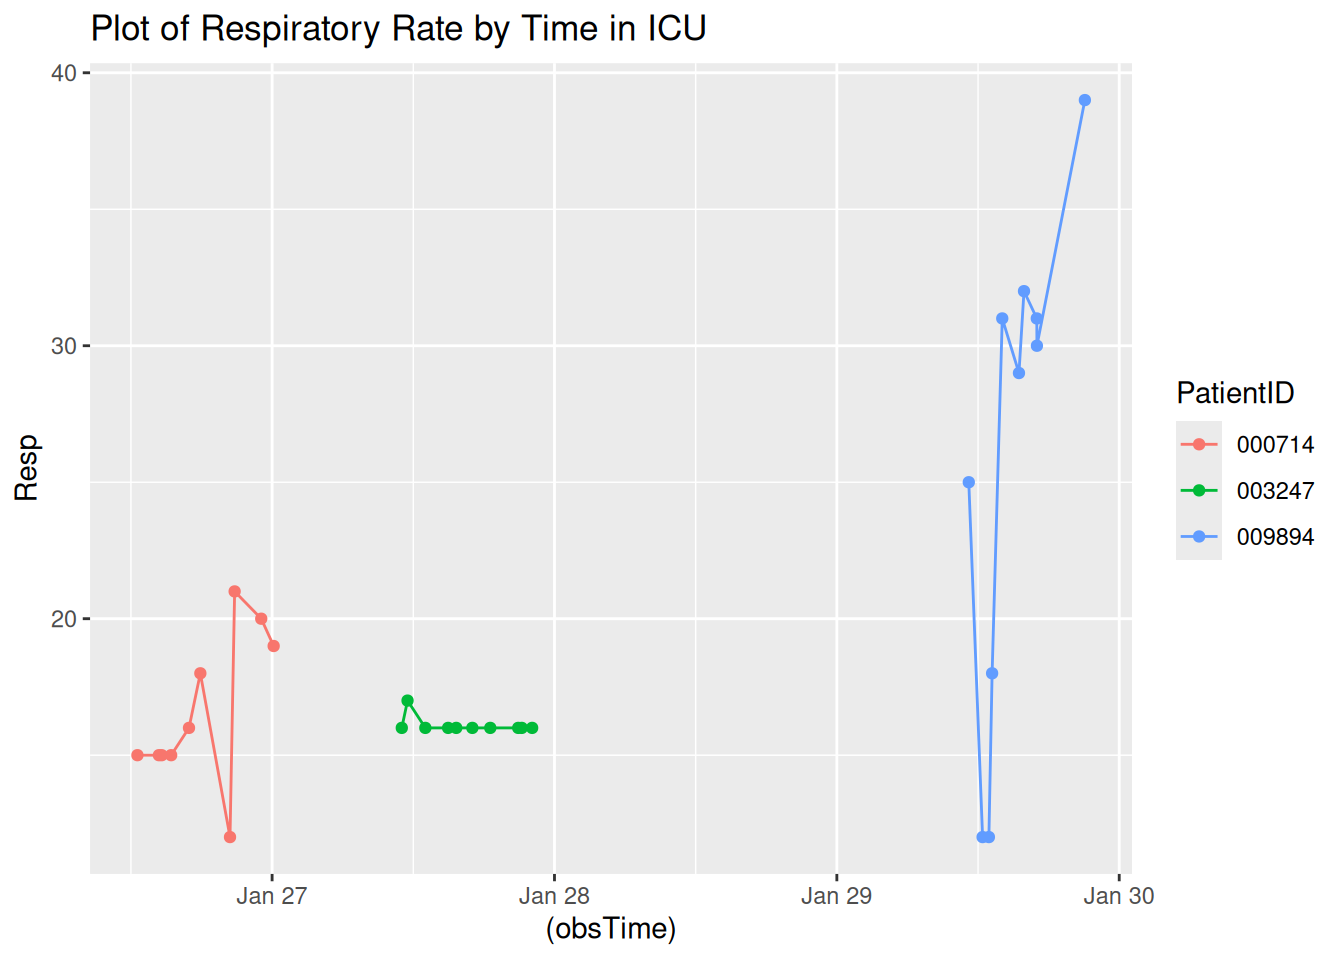 Plot of Respiratory Rate by Time in ICU
40
30
20
Resp
Jan 27
Jan 28
Jan 29
Jan 30
(obsTime)
PatientID
000714
003247
009894